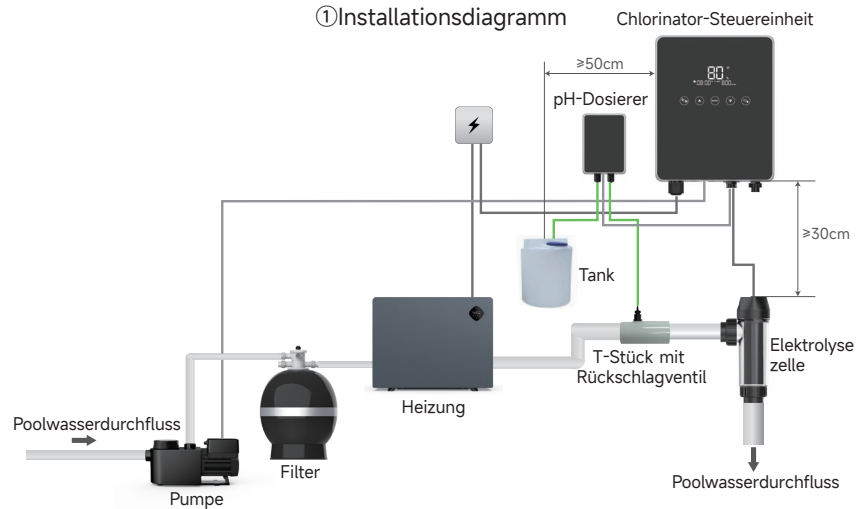 ①Installationsdiagramm
Chlorinator-Steuereinheit
≥50cm
pH-Dosierer
80
≥30cm
Tank
T-Stück mit
Rückschlagventil
Elektrolyse
zelle
Heizung
Poolwasserdurchfluss
Filter
Pumpe
Poolwasserdurchfluss